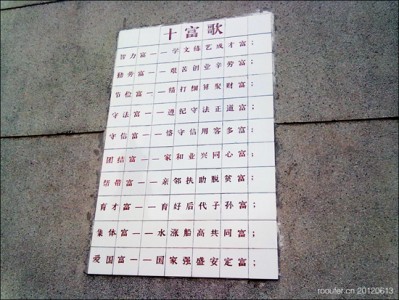 十富歌
智力富——学文练艺成才富；
勤劳富——艰苦创业辛劳富；
节俭富——精打细算发财富；
守法富——遵纪守法正道富；
守信富——恪守信用客多富；
团结富——家和业兴同心富；
帮富——亲邻扶助脱贫富；
育才富——育好后代子孙富；
集体富——水涨船高共同富；
爱国富——国家强盛安定富；
roouter.cn 20120613